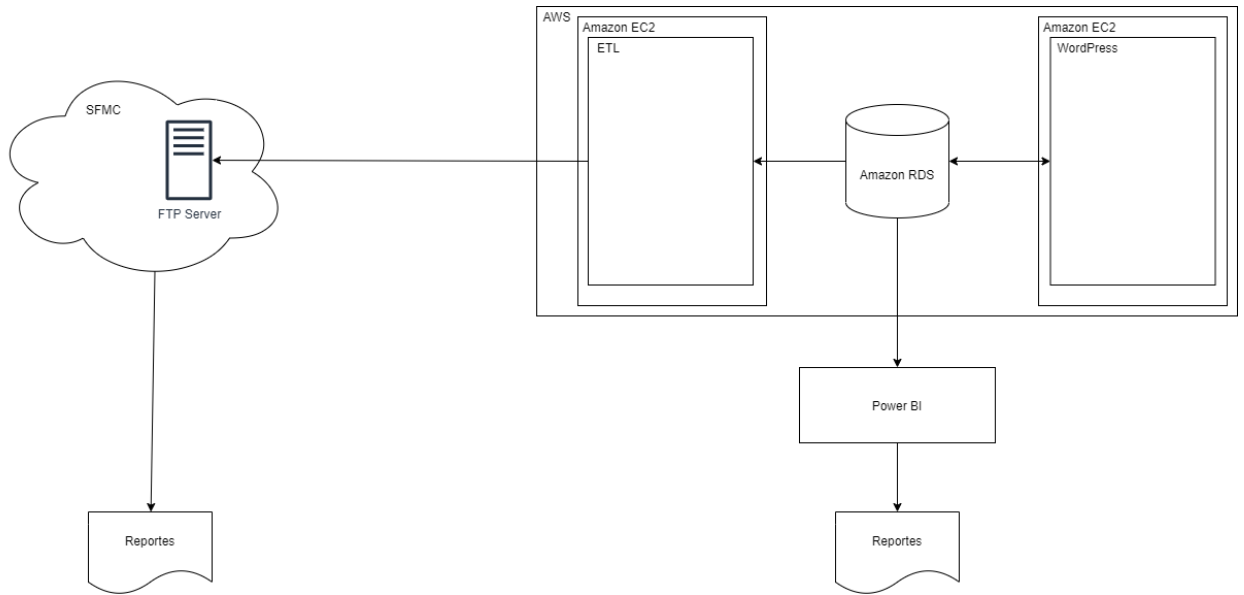 AWS
Amazon EC2
ETL
Amazon EC2
WordPress
SFMC
FTP Server
Amazon RDS
Power BI
Reportes
Reportes